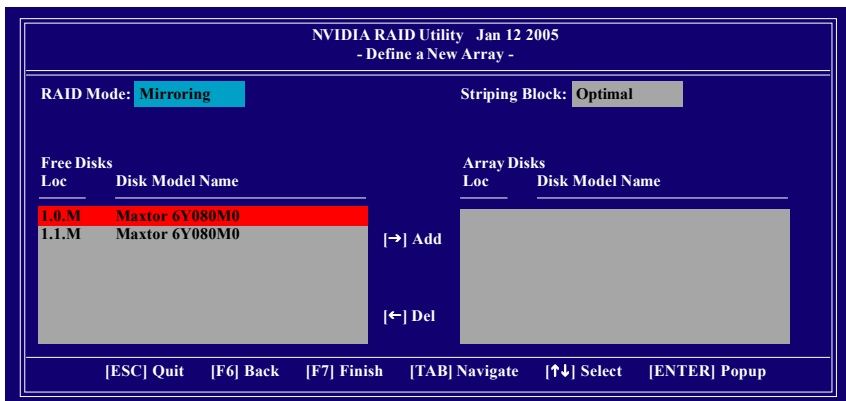 NVIDIA RAID Utility Jan 12 2005
- Define a New Array -
RAID Mode: Mirroring
Striping Block: Optimal
Free Disks
Loc Disk Model Name
1.0.M Maxtor 6Y080M0
1.1.M Maxtor 6Y080M0
[→] Add
[←] Del
Array Disks
Loc Disk Model Name
[ESC] Quit [F6] Back [F7] Finish [TAB] Navigate [↑↓] Select [ENTER] Popup